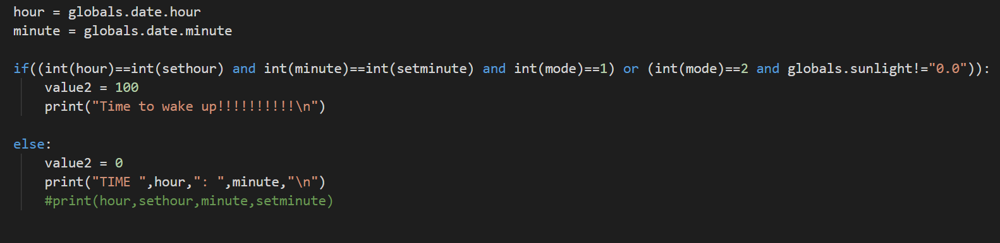 hour = globals.date.hour
minute = globals.date.minute
if((int(hour)==int(sethour) and int(minute)==int(setminute) and int(mode)==1) or (int(mode)==2 and globals.sunlight!="0.0")):
    value2 = 100
    print("Time to wake up!!!!!!!!!!\n")
else:
    value2 = 0
    print("TIME ",hour,": ",minute,"\n")
    #print(hour,sethour,minute,setminute)